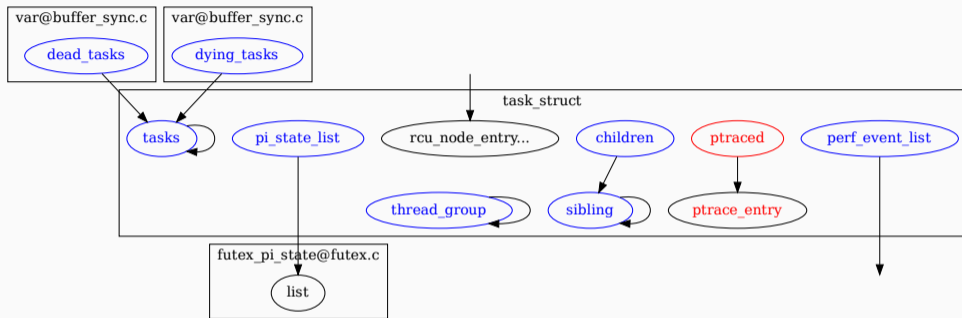 var@buffer_sync.c
var@buffer_sync.c
dead_tasks
dying_tasks
task_struct
tasks
pi_state_list
rcu_node_entry...
children
ptraced
perf_event_list
thread_group
sibling
ptrace_entry
futex_pi_state@futex.c
list